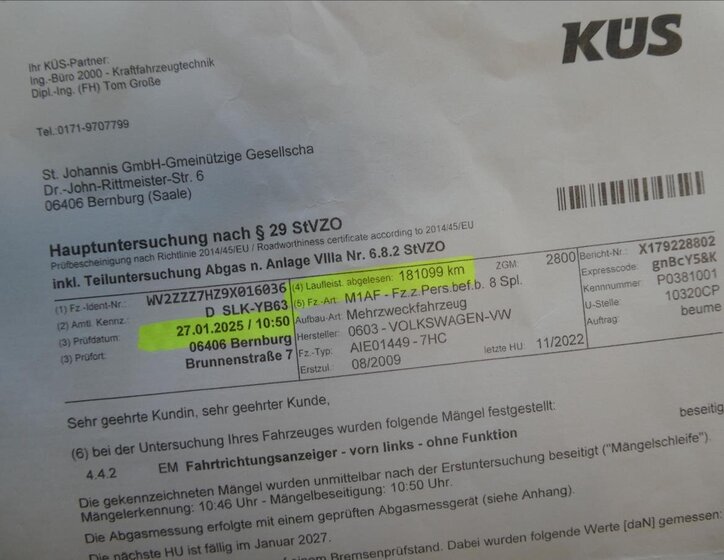 KÜS
Ihr KÜS-Partner:
Ing.-Büro 2000 - Kraftfahrzeugtechnik
Dipl.-Ing. (FH) Tom Große
Tel.:0171-9707799
St. Johannis GmbH-Gmeinützige Gesellscha
Dr.-John-Rittmeister-Str. 6
06406 Bernburg (Saale)
Hauptuntersuchung nach § 29 StVZO
Prüfbescheinigung nach Richtlinie 2014/45/EU / Roadworthiness certificate according to 2014/45/EU
inkl. Teiluntersuchung Abgas n. Anlage VIIIa Nr. 6.8.2 StVZO
(1) Fz.-Ident-Nr.: WV2ZZZ7HZ9X016036
(2) Amtl. Kennz.: D SLK-YB63
(3) Prüfdatum: 27.01.2025 / 10:50
(3) Prüfort: 06406 Bernburg
Brunnenstraße 7
(4) Laufleist. abgelesen: 181099 km
(5) Fz.-Art: M1AF - Fz.z.Pers.bef.b. 8 Spl.
Aufbau-Art: Mehrzweckfahrzeug
Hersteller: 0603 - VOLKSWAGEN-VW
Fz.-Typ: AIE01449 - 7HC
Erstzul.: 08/2009
ZGM: 2800
letzte HU: 11/2022
Bericht-Nr.: X179228802
Expresscode: gnBcY5&K
Kennnummer: P0381001
U-Stelle: 10320CP
Auftrag: beume
Sehr geehrte Kundin, sehr geehrter Kunde,
(6) bei der Untersuchung Ihres Fahrzeuges wurden folgende Mängel festgestellt: beseitig
4.4.2 EM Fahrtrichtungsanzeiger - vorn links - ohne Funktion
Die gekennzeichneten Mängel wurden unmittelbar nach der Erstuntersuchung beseitigt ("Mängelschleife").
Mängelerkennung: 10:46 Uhr - Mängelbeseitigung: 10:50 Uhr.
Die Abgasmessung erfolgte mit einem geprüften Abgasmessgerät (siehe Anhang).
Die nächste HU ist fällig im Januar 2027.
einem Bremsenprüfstand. Dabei wurden folgende Werte [daN] gemessen: